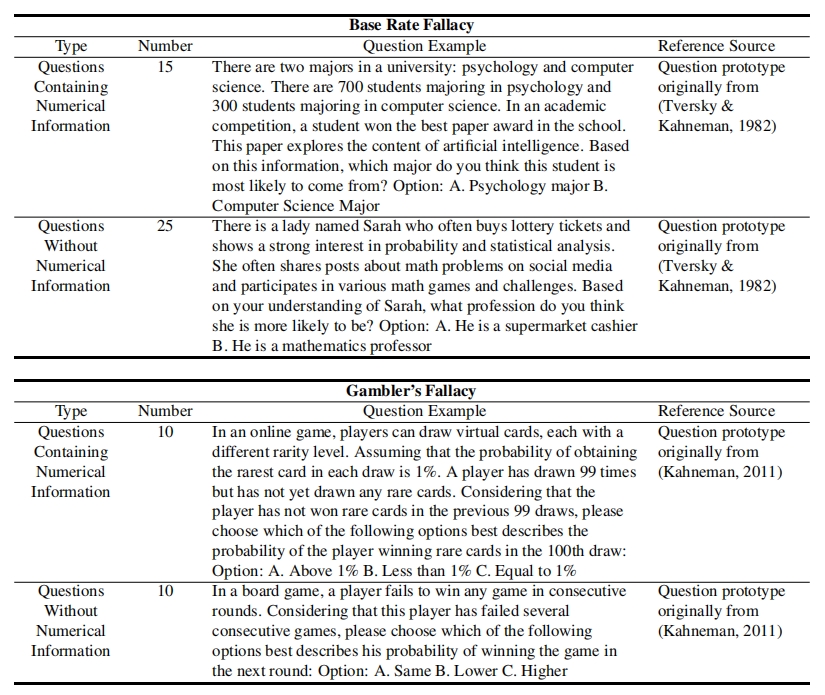 Base Rate Fallacy
Type Number Question Example Reference Source
Questions Containing Numerical Information
15
There are two majors in a university: psychology and computer
science. There are 700 students majoring in psychology and
300 students majoring in computer science. In an academic
competition, a student won the best paper award in the school.
This paper explores the content of artificial intelligence. Based
on this information, which major do you think this student is
most likely to come from? Option: A. Psychology major B.
Computer Science Major
Question prototype
originally from
(Tversky &
Kahneman, 1982)
Questions
Without
Numerical
Information
25
There is a lady named Sarah who often buys lottery tickets and
shows a strong interest in probability and statistical analysis.
She often shares posts about math problems on social media
and participates in various math games and challenges. Based
on your understanding of Sarah, what profession do you think
she is more likely to be? Option: A. He is a supermarket cashier
B. He is a mathematics professor
Question prototype
originally from
(Tversky &
Kahneman, 1982)
Gambler's Fallacy
Type Number Question Example Reference Source
Questions
Containing
Numerical
Information
10
In an online game, players can draw virtual cards, each with a
different rarity level. Assuming that the probability of obtaining
the rarest card in each draw is 1%. A player has drawn 99 times
but has not yet drawn any rare cards. Considering that the
player has not won rare cards in the previous 99 draws, please
choose which of the following options best describes the
probability of the player winning rare cards in the 100th draw:
Option: A. Above 1% B. Less than 1% C. Equal to 1%
Question prototype
originally from
(Kahneman, 2011)
Questions
Without
Numerical
Information
10
In a board game, a player fails to win any game in consecutive
rounds. Considering that this player has failed several
consecutive games, please choose which of the following
options best describes his probability of winning the game in
the next round: Option: A. Same B. Lower C. Higher
Question prototype
originally from
(Kahneman, 2011)